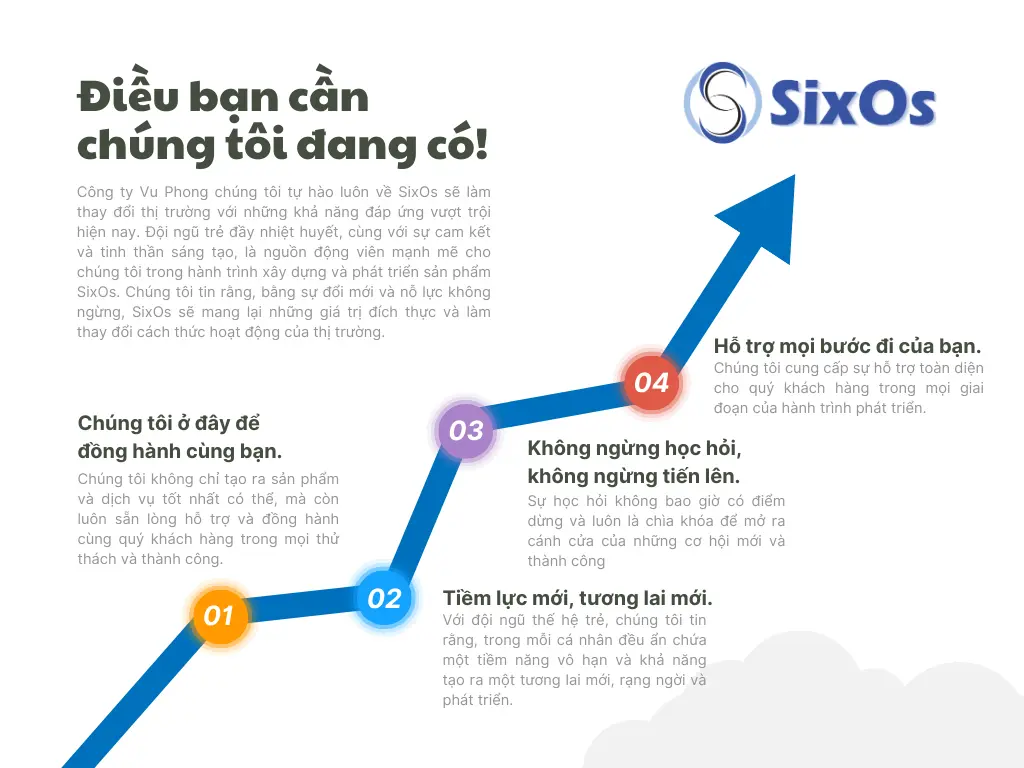 Điều bạn cần
chúng tôi đang có!
SixOs
Công ty Vu Phong chúng tôi tự hào luôn về SixOs sẽ làm
thay đổi thị trường với những khả năng đáp ứng vượt trội
hiện nay. Đội ngũ trẻ đầy nhiệt huyết, cùng với sự cam kết
và tinh thần sáng tạo, là nguồn động viên mạnh mẽ cho
chúng tôi trong hành trình xây dựng và phát triển sản phẩm
SixOs. Chúng tôi tin rằng, bằng sự đổi mới và nỗ lực không
ngừng, SixOs sẽ mang lại những giá trị đích thực và làm
thay đổi cách thức hoạt động của thị trường.
04
Hỗ trợ mọi bước đi của bạn.
Chúng tôi cung cấp sự hỗ trợ toàn diện
cho quý khách hàng trong mọi giai
đoạn của hành trình phát triển.
Chúng tôi ở đây để
đồng hành cùng bạn.
Chúng tôi không chỉ tạo ra sản phẩm
và dịch vụ tốt nhất có thể, mà còn
luôn sẵn lòng hỗ trợ và đồng hành
cùng quý khách hàng trong mọi thử
thách và thành công.
03
Không ngừng học hỏi,
không ngừng tiến lên.
Sự học hỏi không bao giờ có điểm
dừng và luôn là chìa khóa để mở ra
cánh cửa của những cơ hội mới và
thành công
01
02
Tiềm lực mới, tương lai mới.
Với đội ngũ thế hệ trẻ, chúng tôi tin
rằng, trong mỗi cá nhân đều ẩn chứa
một tiềm năng vô hạn và khả năng
tạo ra một tương lai mới, rạng ngời và
phát triển.